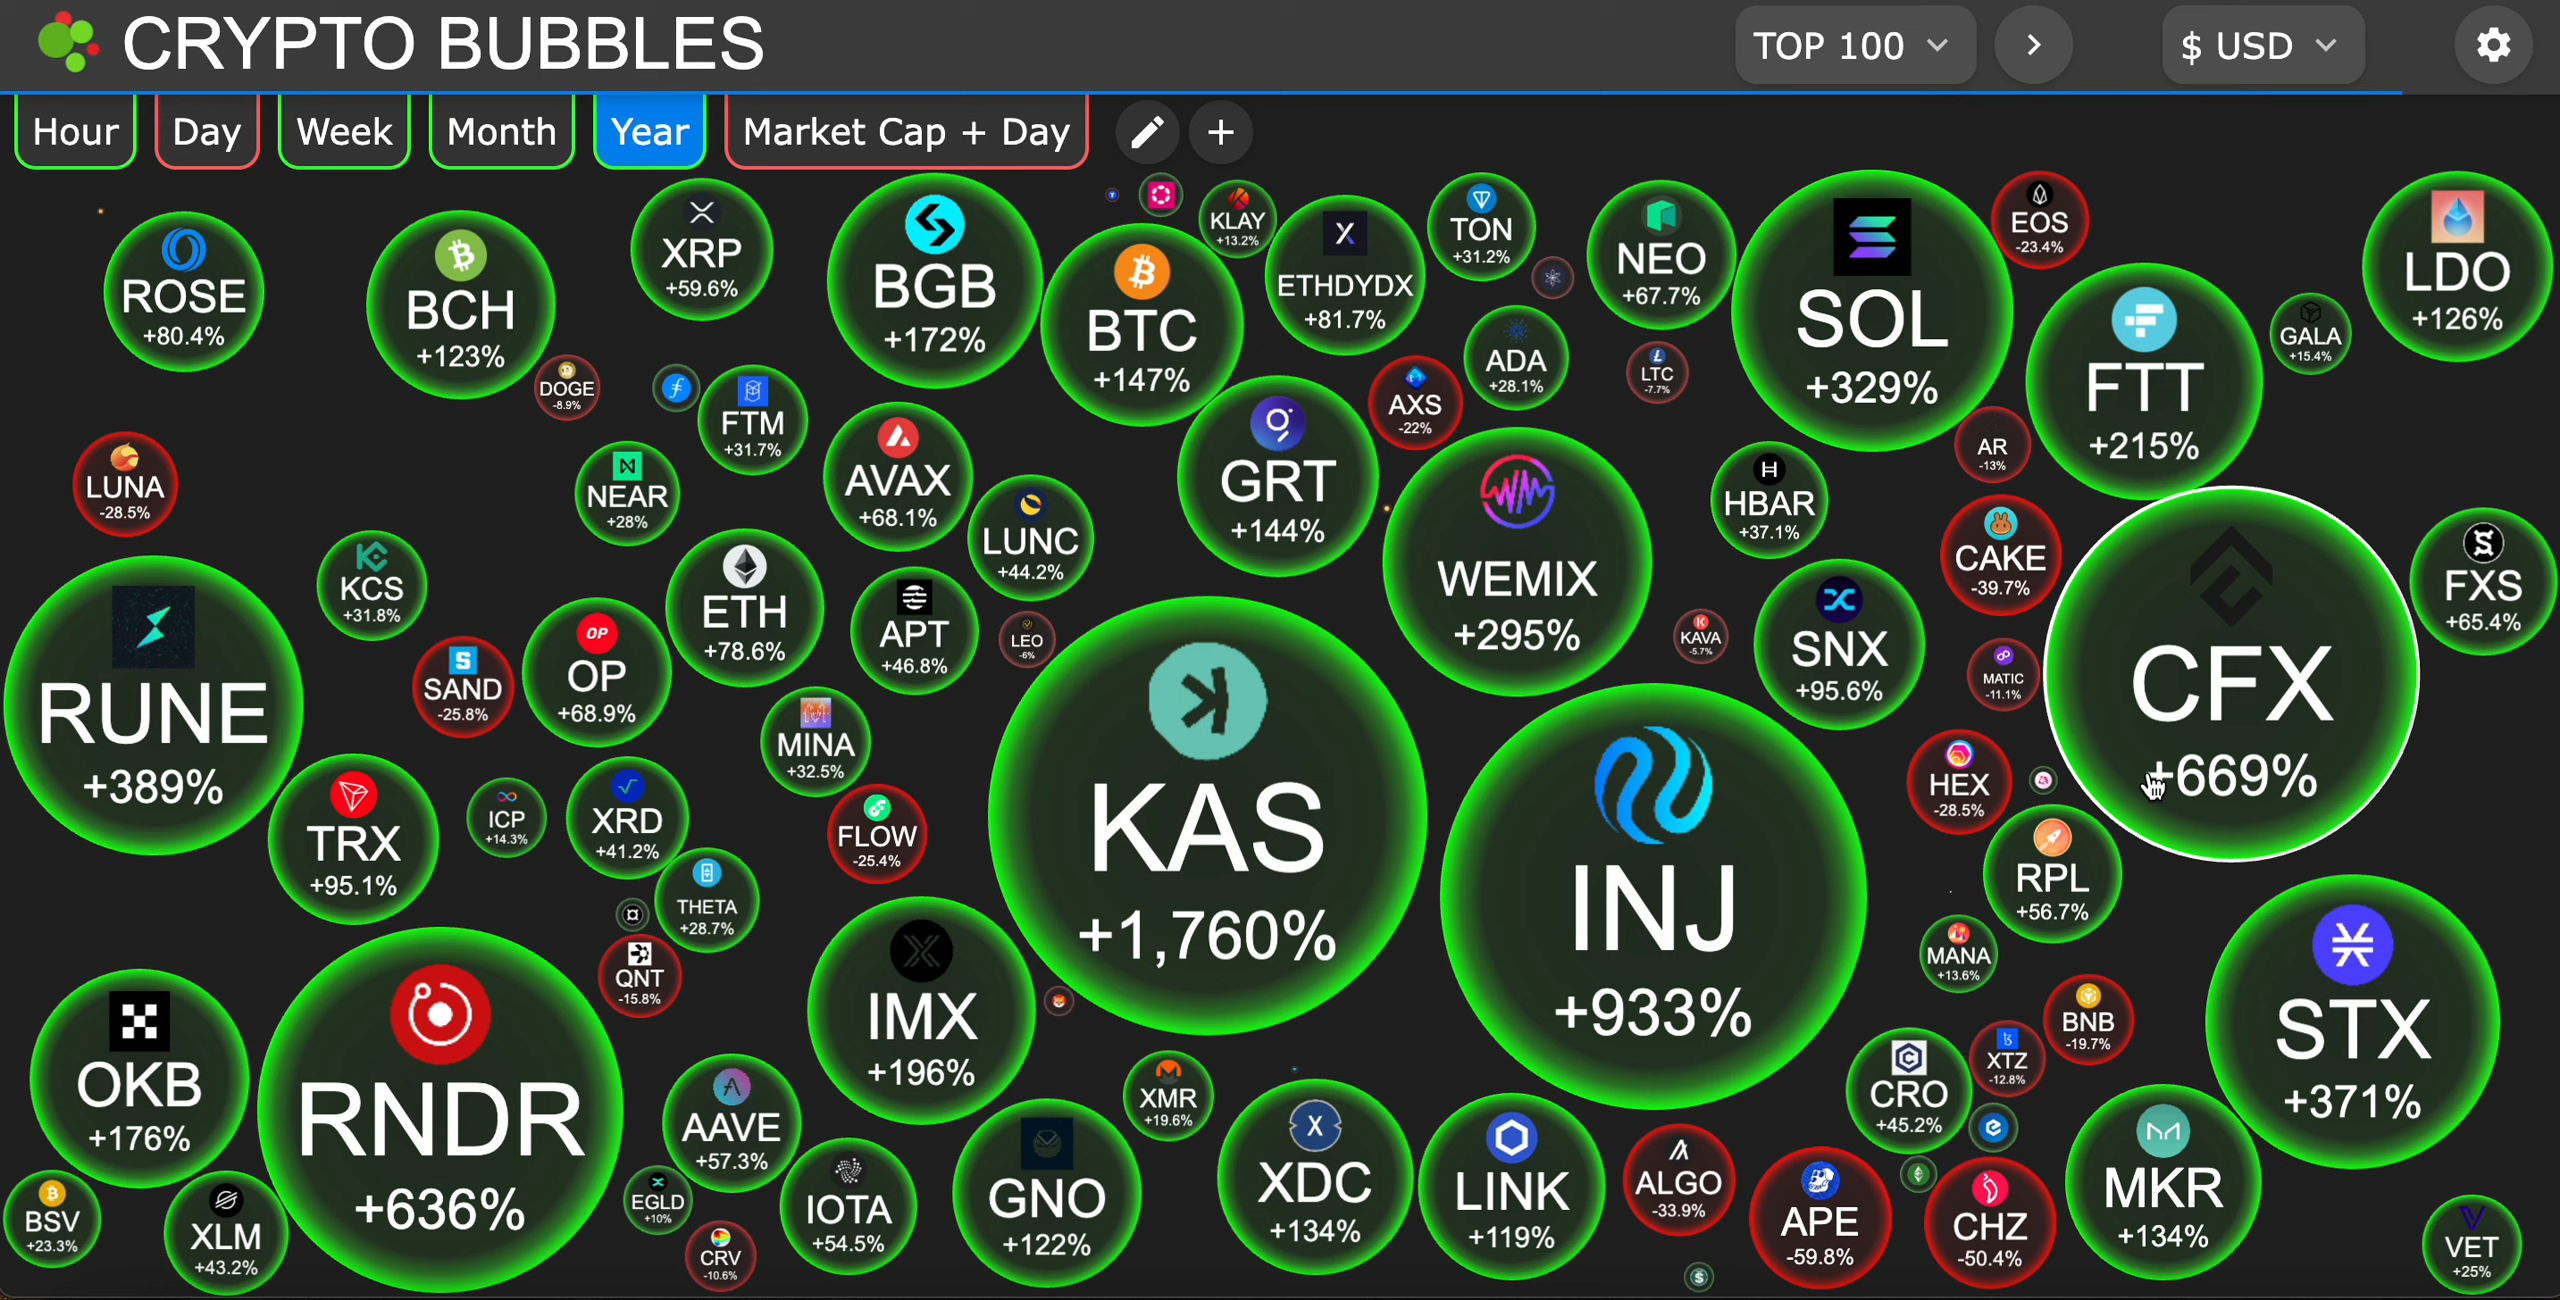 CRYPTO BUBBLES
TOP 100
$ USD
Hour
Day
Week
Month
Year
Market Cap + Day
ROSE
+80.4%
BCH
+123%
XRP
+59.6%
BGB
+172%
BTC
+147%
KLAY
+13.2%
ETHDYDX
+81.7%
TON
+31.2%
NEO
+67.7%
SOL
+329%
EOS
-23.4%
LDO
+126%
FTT
+215%
GALA
+15.4%
DOGE
-8.9%
FTM
+31.7%
ADA
+28.1%
LTC
-7.7%
AXS
-22%
LUNA
-28.5%
NEAR
+28%
AVAX
+68.1%
GRT
+144%
AR
-13%
HBAR
+37.1%
LUNC
+44.2%
WEMIX
+295%
CAKE
-39.7%
FXS
+65.4%
KCS
+31.8%
ETH
+78.6%
APT
+46.8%
LEO
-6%
KAVA
-5.7%
SNX
+95.6%
MATIC
-11.1%
CFX
+669%
RUNE
+389%
SAND
-25.8%
OP
OP
+68.9%
MINA
+32.5%
KAS
+1,760%
INJ
+933%
HEX
-28.5%
TRX
+95.1%
ICP
+14.3%
XRD
+41.2%
FLOW
-25.4%
RPL
+56.7%
THETA
+28.7%
QNT
-15.8%
MANA
+13.6%
IMX
+196%
BNB
-19.7%
STX
+371%
OKB
+176%
RNDR
+636%
AAVE
+57.3%
XMR
+19.6%
CRO
+45.2%
XTZ
-12.8%
XDC
+134%
LINK
+119%
ALGO
-33.9%
MKR
+134%
BSV
+23.3%
XLM
+43.2%
EGLD
+10%
IOTA
+54.5%
GNO
+122%
APE
-59.8%
CHZ
-50.4%
CRV
-10.6%
VET
+25%